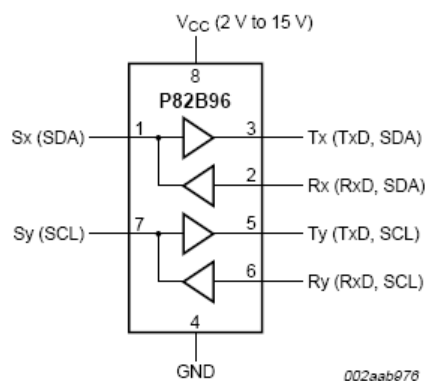 VCC (2 V to 15 V)
8
P82B96
Sx (SDA) 1 3 Tx (TxD, SDA)
2 Rx (RxD, SDA)
Sy (SCL) 7 5 Ty (TxD, SCL)
6 Ry (RxD, SCL)
4
GND
002aab976